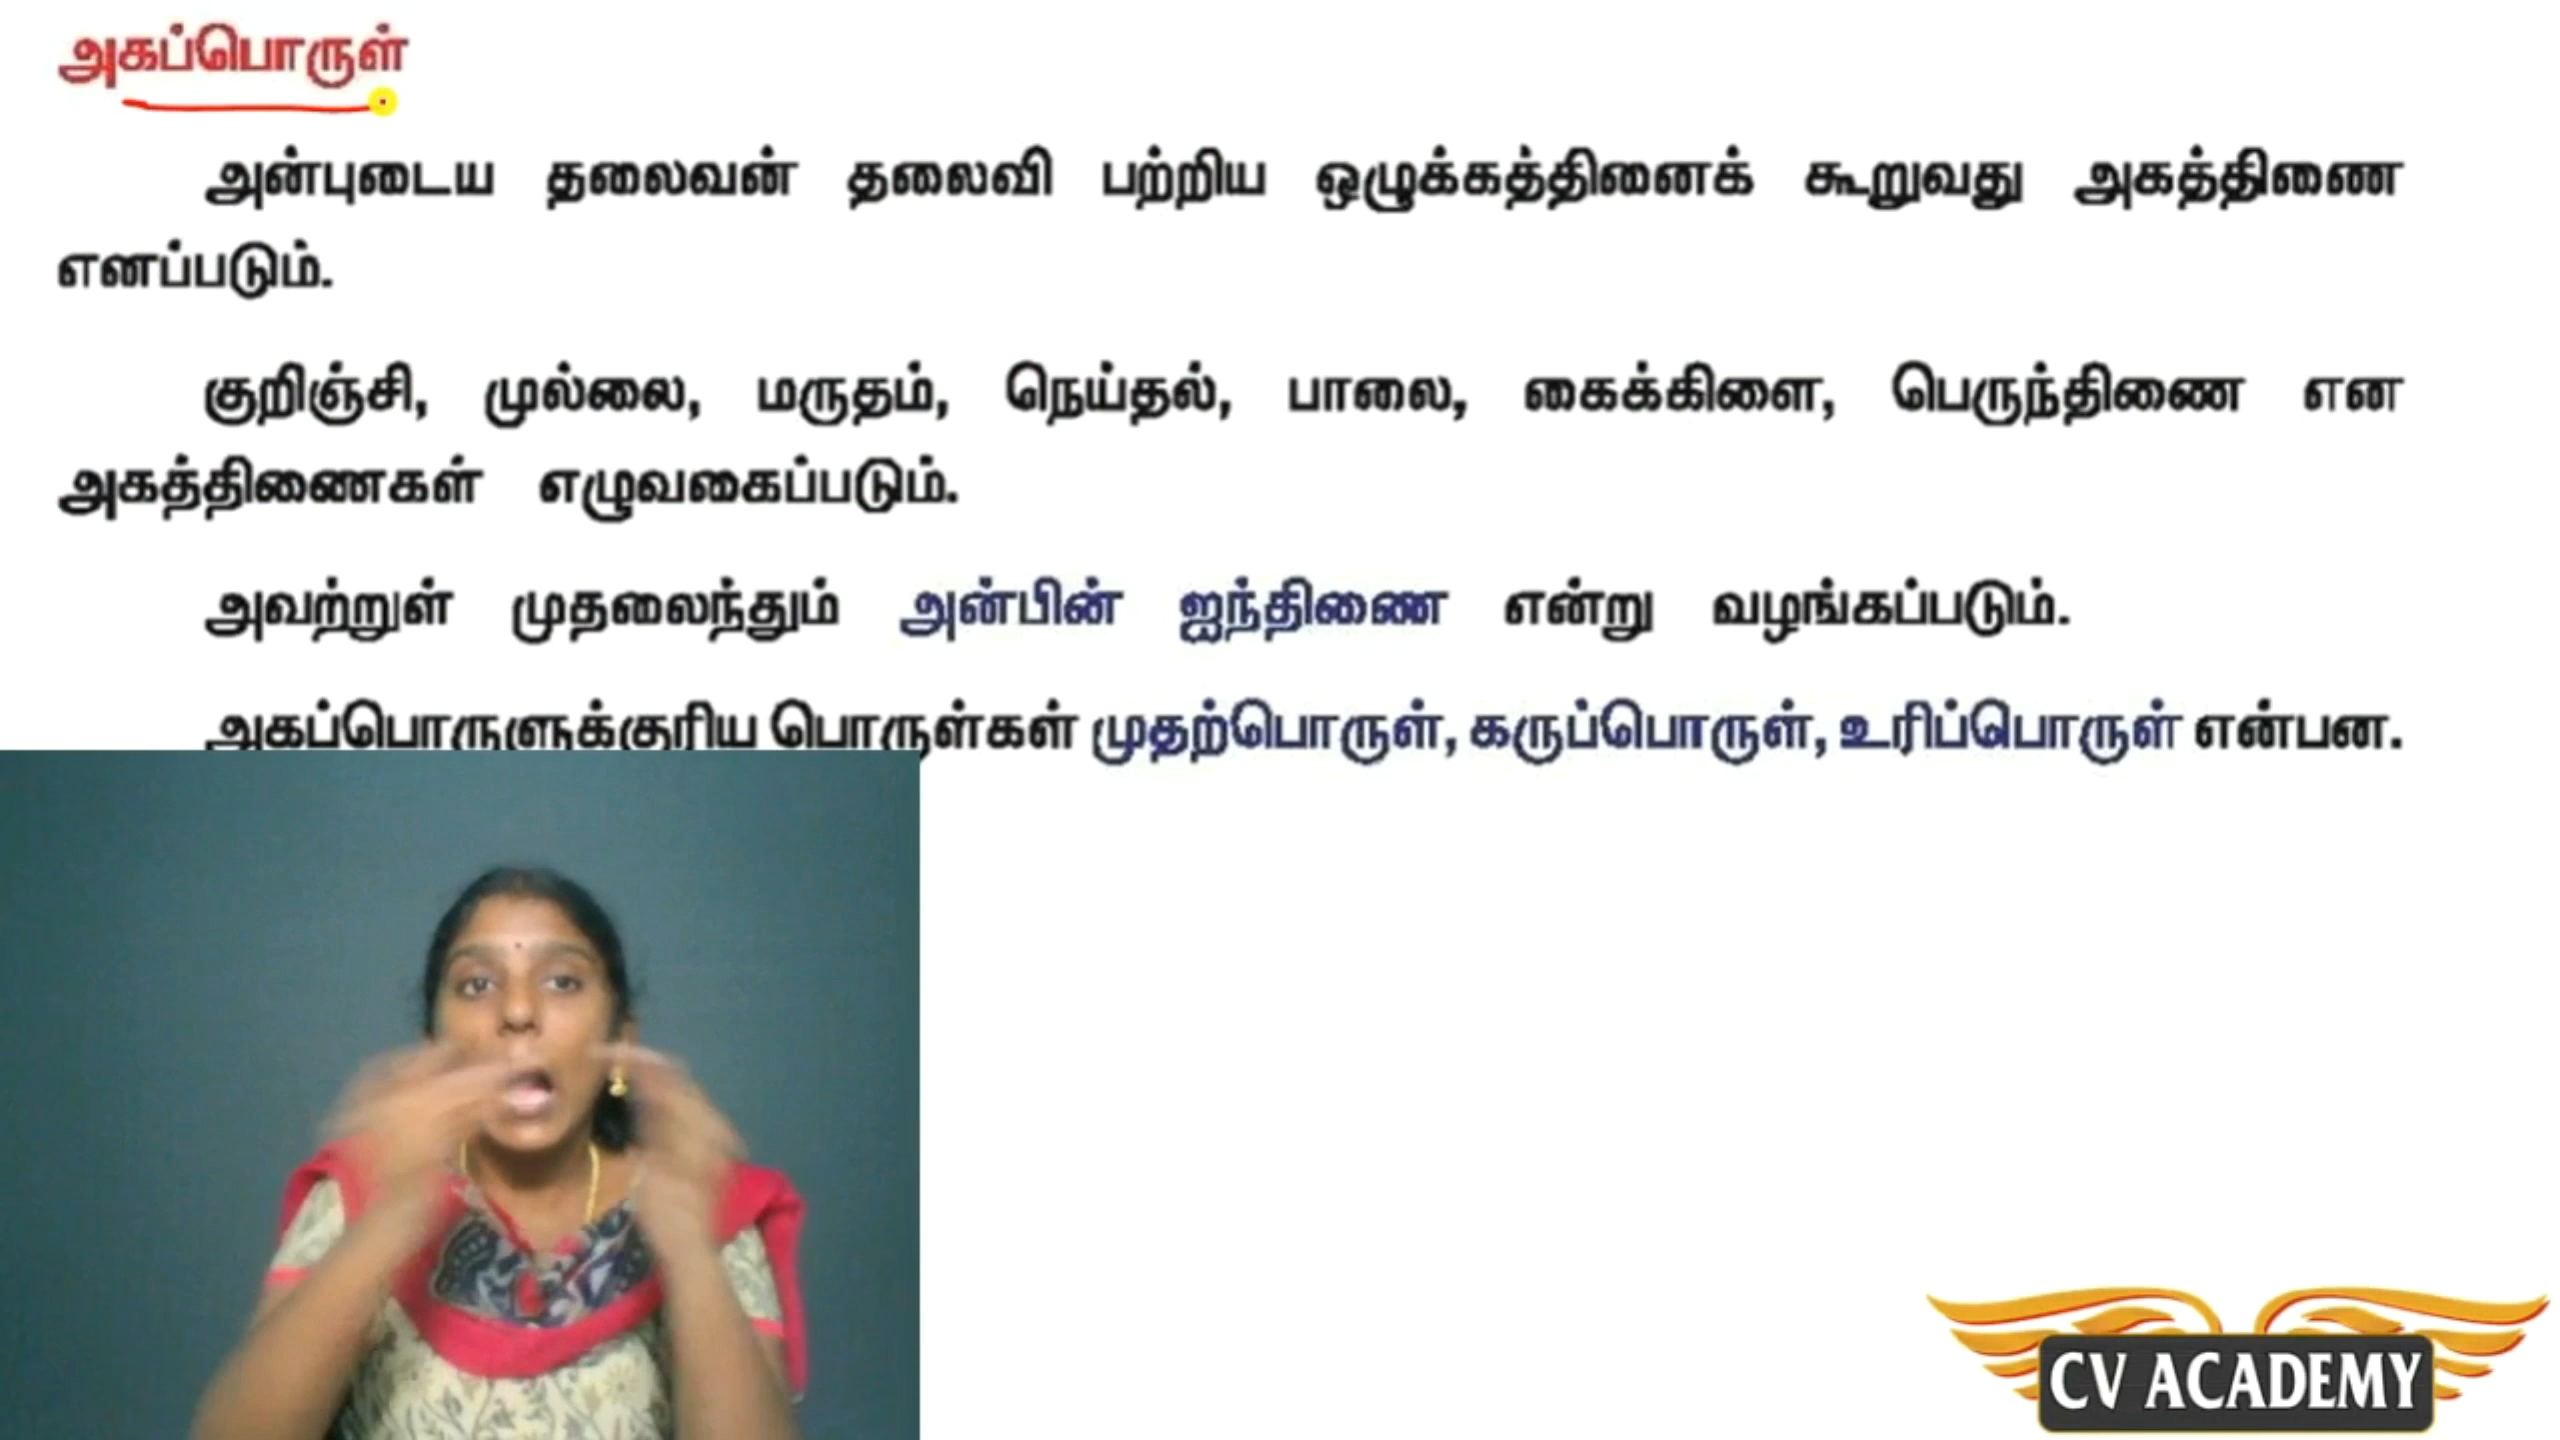 அகப்பொருள்
அன்புடைய தலைவன் தலைவி பற்றிய ஒழுக்கத்தினைக் கூறுவது அகத்திணை
எனப்படும்.
குறிஞ்சி, முல்லை, மருதம், நெய்தல், பாலை, கைக்கிளை, பெருந்திணை என
அகத்திணைகள் எழுவகைப்படும்.
அவற்றுள் முதலைந்தும் அன்பின் ஐந்திணை என்று வழங்கப்படும்.
அகப்பொருளுக்குரிய பொருள்கள் முதற்பொருள், கருப்பொருள், உரிப்பொருள் என்பன.
CV ACADEMY